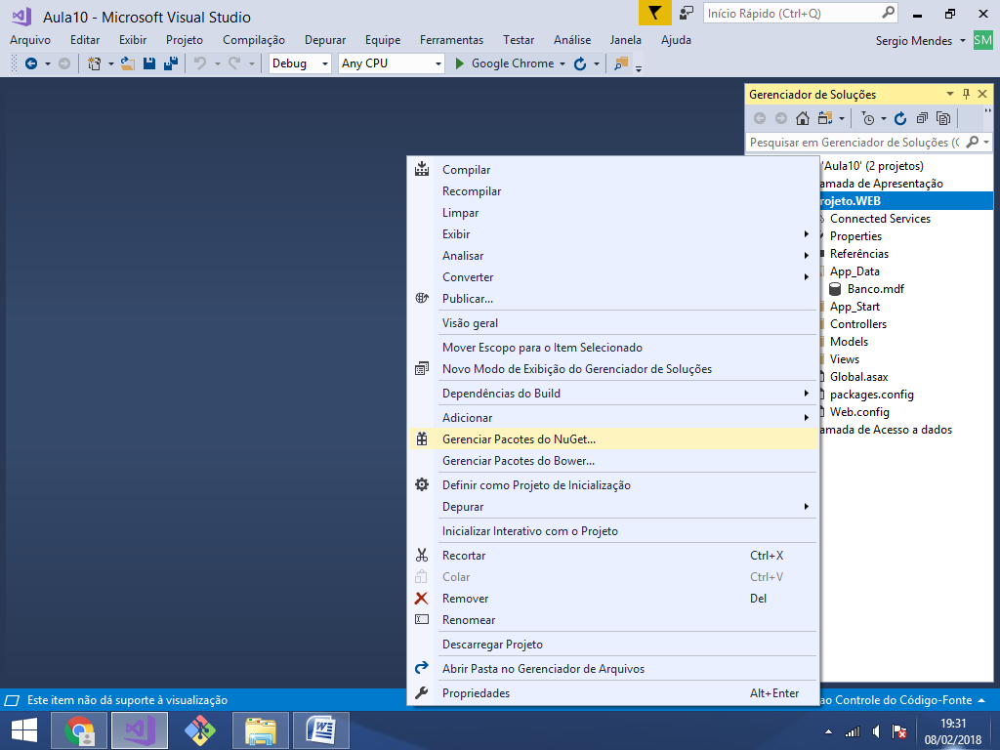 Aula10 - Microsoft Visual Studio
Início Rápido (Ctrl+Q)
Arquivo Editar Exibir Projeto Compilação Depurar Equipe Ferramentas Testar Análise Janela Ajuda
Sergio Mendes SM
Debug Any CPU Google Chrome
Gerenciador de Soluções
Pesquisar em Gerenciador de Soluções (
'Aula10' (2 projetos)
amada de Apresentação
rojeto.WEB
Connected Services
Properties
Referências
App_Data
Banco.mdf
App_Start
Controllers
Models
Views
Global.asax
packages.config
Web.config
amada de Acesso a dados
Compilar
Recompilar
Limpar
Exibir
Analisar
Converter
Publicar...
Visão geral
Mover Escopo para o Item Selecionado
Novo Modo de Exibição do Gerenciador de Soluções
Dependências do Build
Adicionar
Gerenciar Pacotes do NuGet...
Gerenciar Pacotes do Bower...
Definir como Projeto de Inicialização
Depurar
Inicializar Interativo com o Projeto
Recortar Ctrl+X
Colar Ctrl+V
Remover Del
Renomear
Descarregar Projeto
Abrir Pasta no Gerenciador de Arquivos
Propriedades Alt+Enter
Este item não dá suporte à visualização
ao Controle do Código-Fonte
19:31
08/02/2018